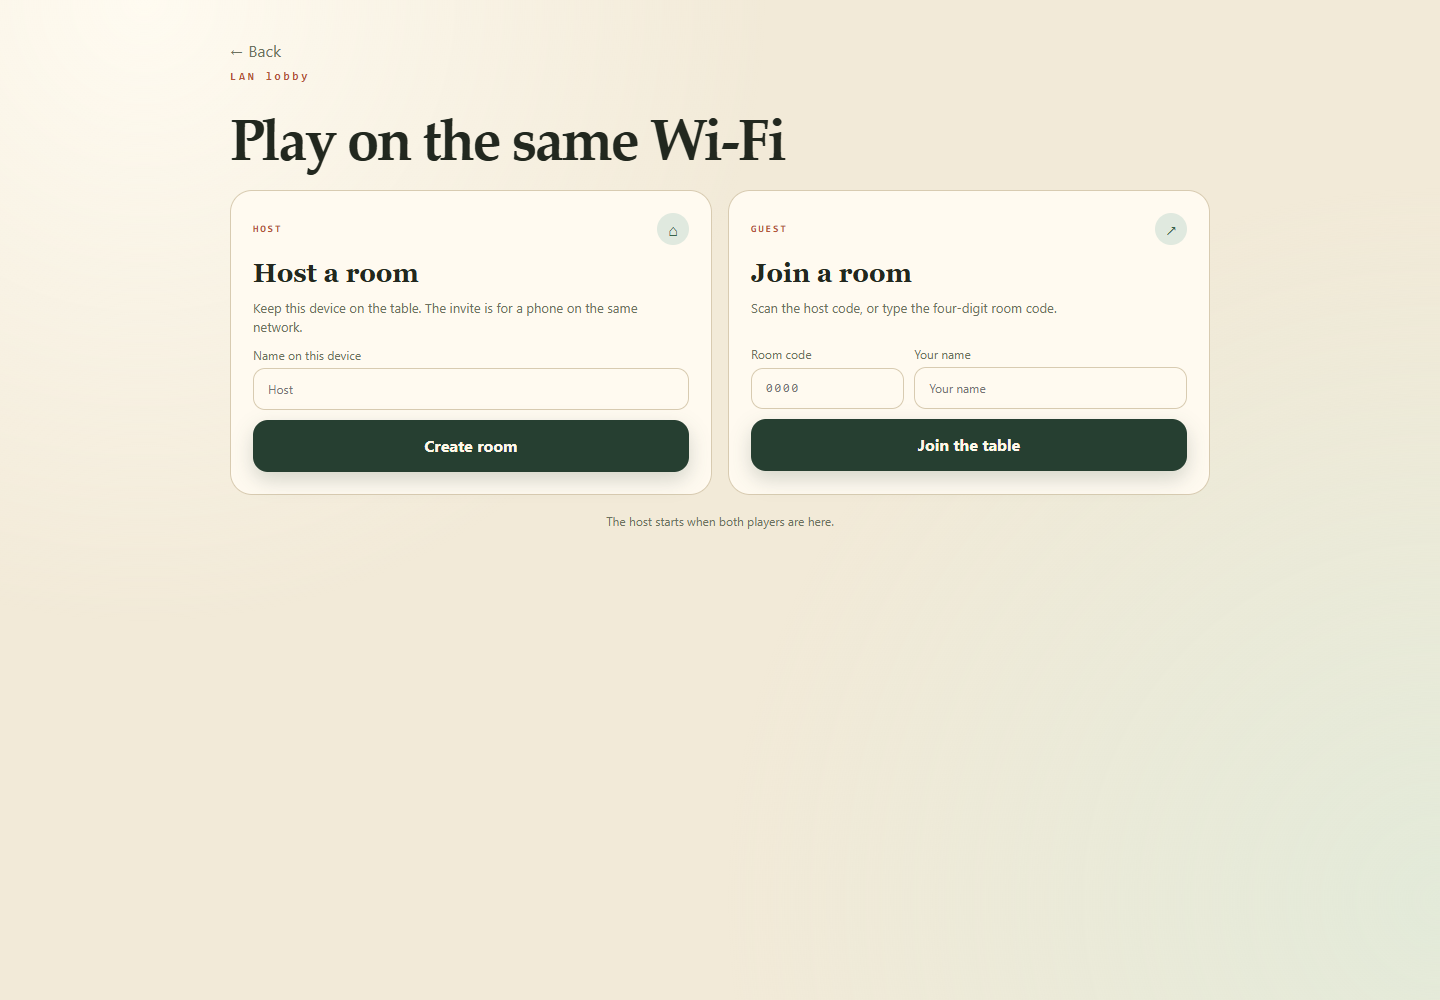 ← Back
LAN lobby
Play on the same Wi-Fi
HOST
Host a room
Keep this device on the table. The invite is for a phone on the same
network.
Name on this device
Host
Create room
GUEST
Join a room
Scan the host code, or type the four-digit room code.
Room code
Your name
0000
Your name
Join the table
The host starts when both players are here.